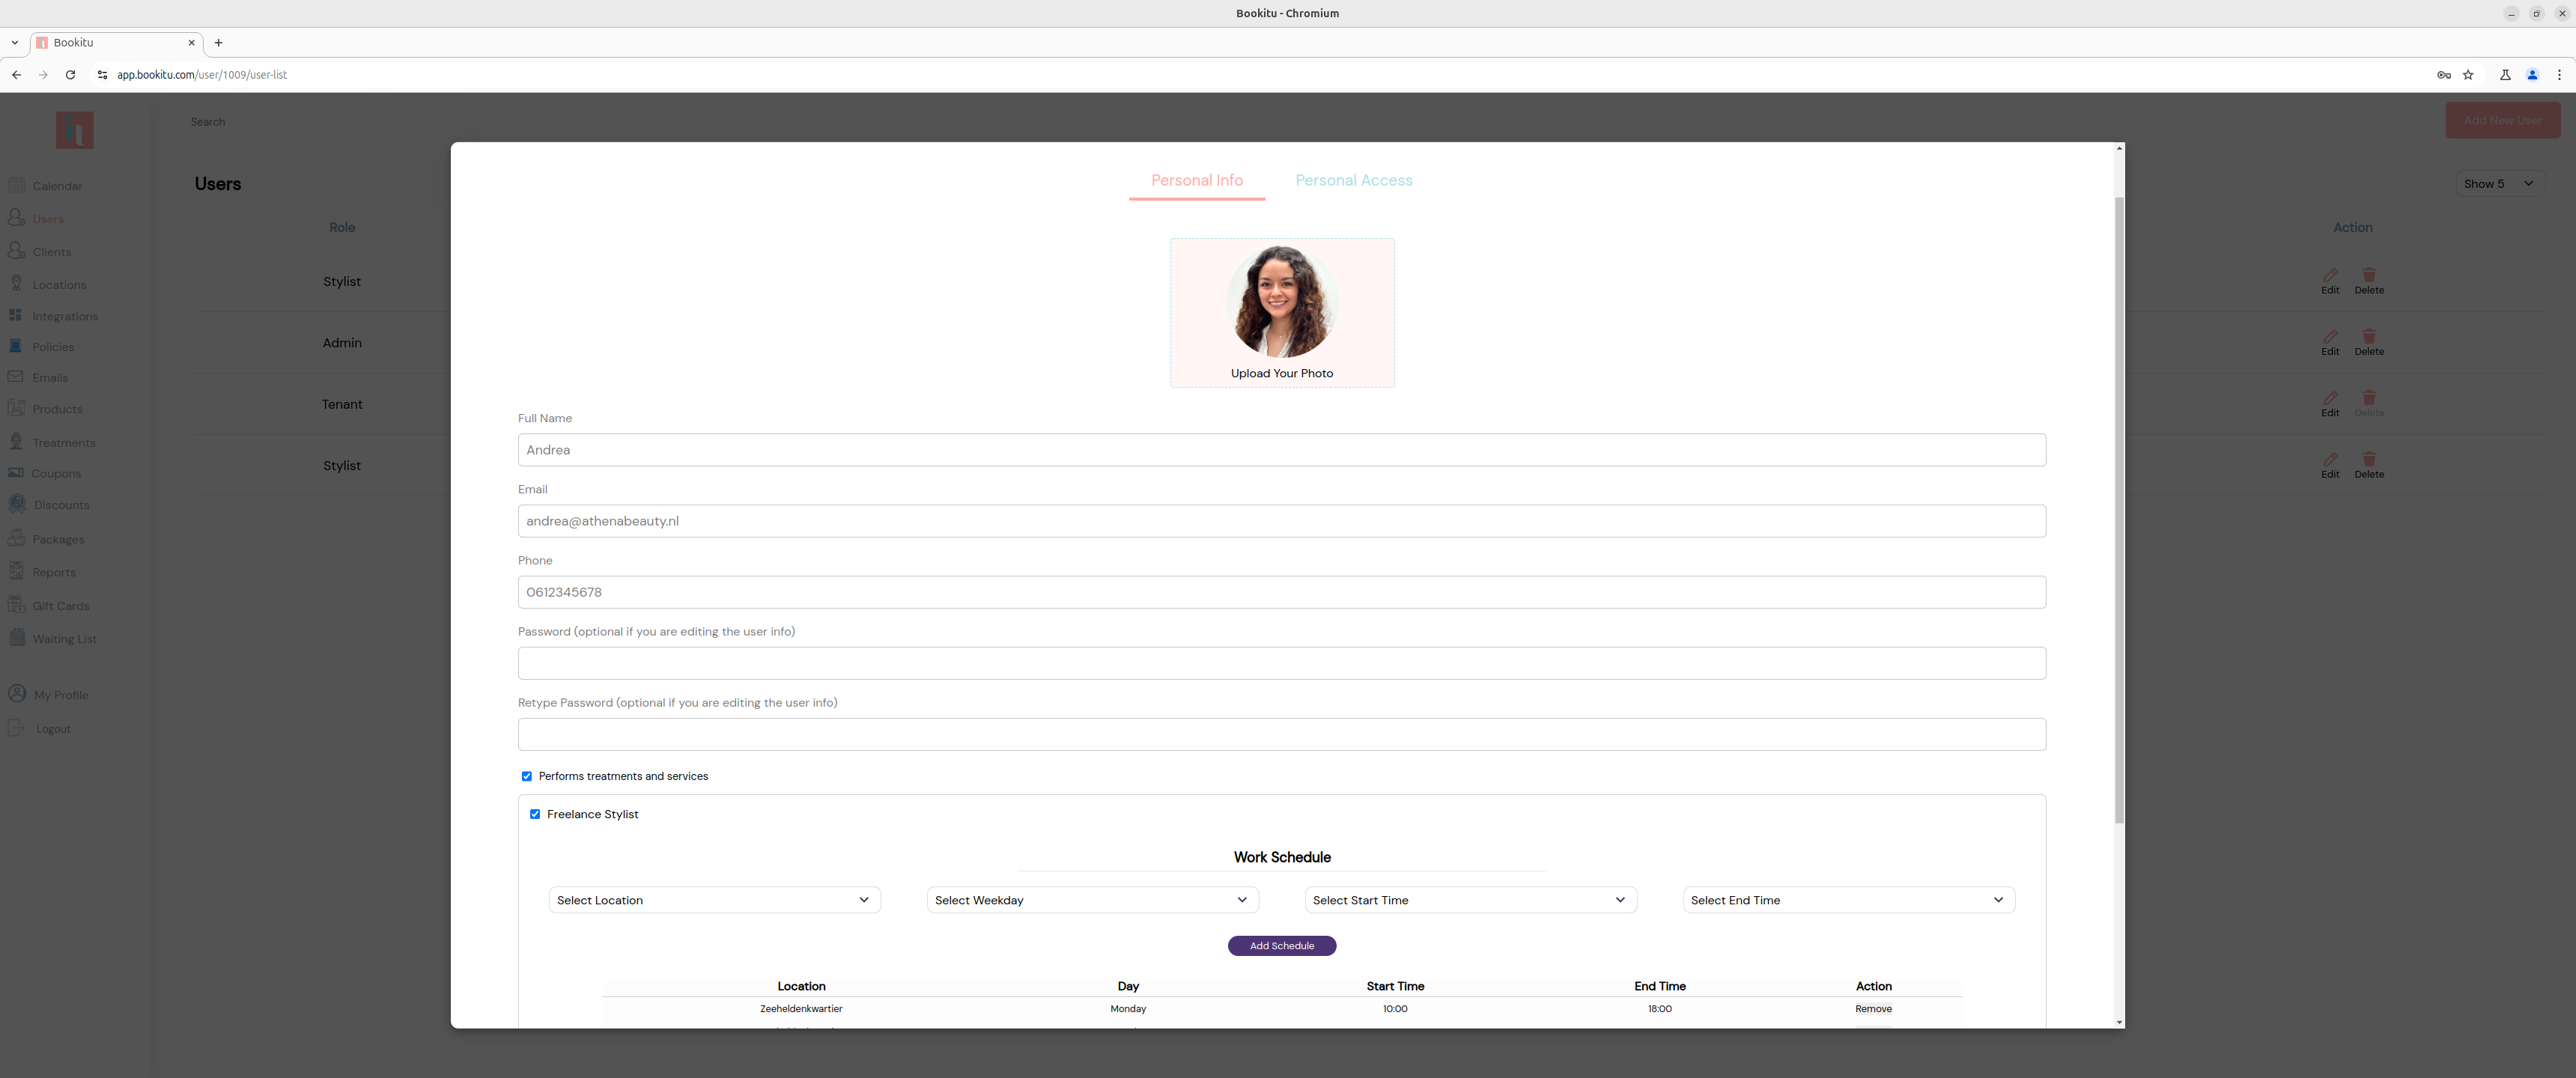 Bookitu - Chromium
Bookitu
app.bookitu.com/user/1009/user-list
Search
Add New User
Calendar
Users
Clients
Locations
Integrations
Policies
Emails
Products
Treatments
Coupons
Discounts
Packages
Reports
Gift Cards
Waiting List
My Profile
Logout
Users
Show 5
Role
Action
Stylist
Edit Delete
Admin
Edit Delete
Tenant
Edit Delete
Stylist
Edit Delete
Personal Info
Personal Access
Upload Your Photo
Full Name
Andrea
Email
andrea@athenabeauty.nl
Phone
0612345678
Password (optional if you are editing the user info)
Retype Password (optional if you are editing the user info)
Performs treatments and services
Freelance Stylist
Work Schedule
Select Location
Select Weekday
Select Start Time
Select End Time
Add Schedule
Location Day Start Time End Time Action
Zeeheldenkwartier Monday 10:00 18:00 Remove